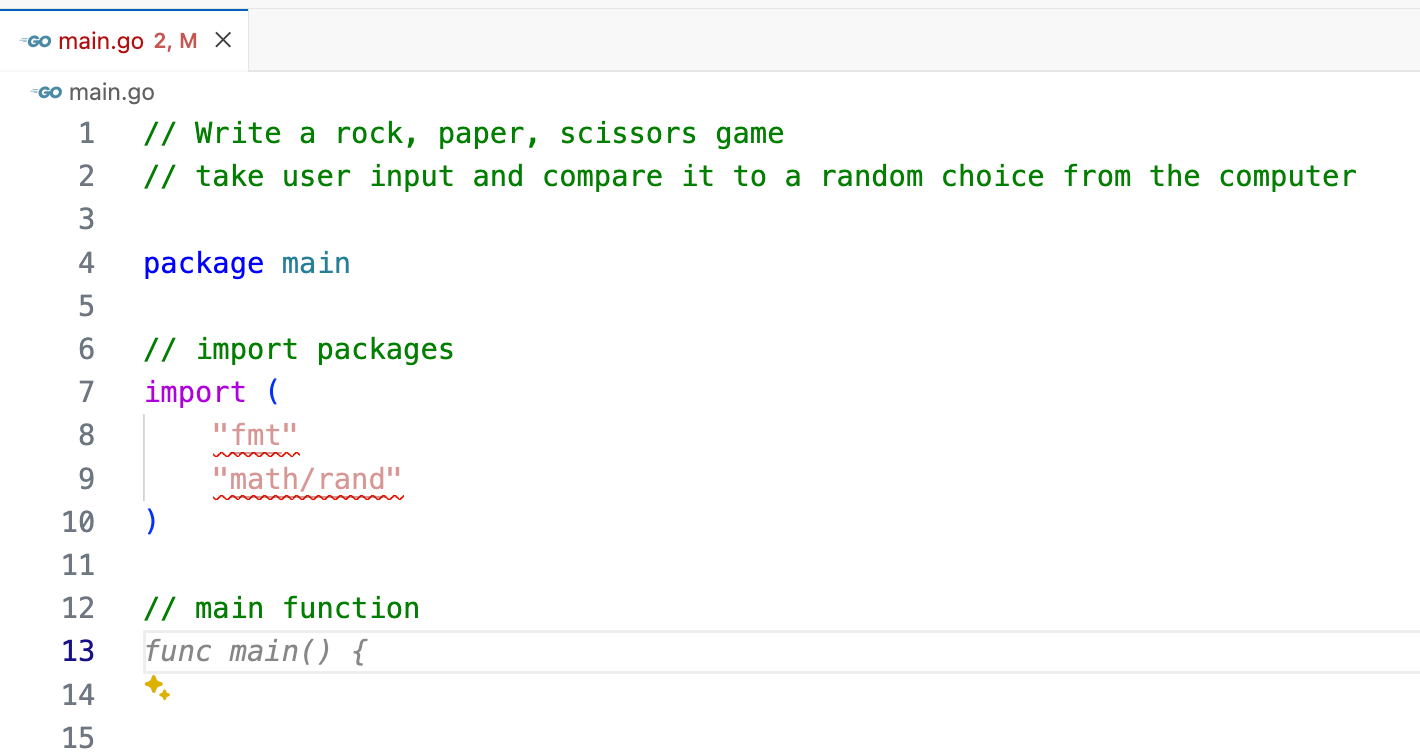 GO main.go 2, M
GO main.go
1 // Write a rock, paper, scissors game
2 // take user input and compare it to a random choice from the computer
3
4 package main
5
6 // import packages
7 import (
8 "fmt"
9 "math/rand"
10 )
11
12 // main function
13 func main() {
14
15